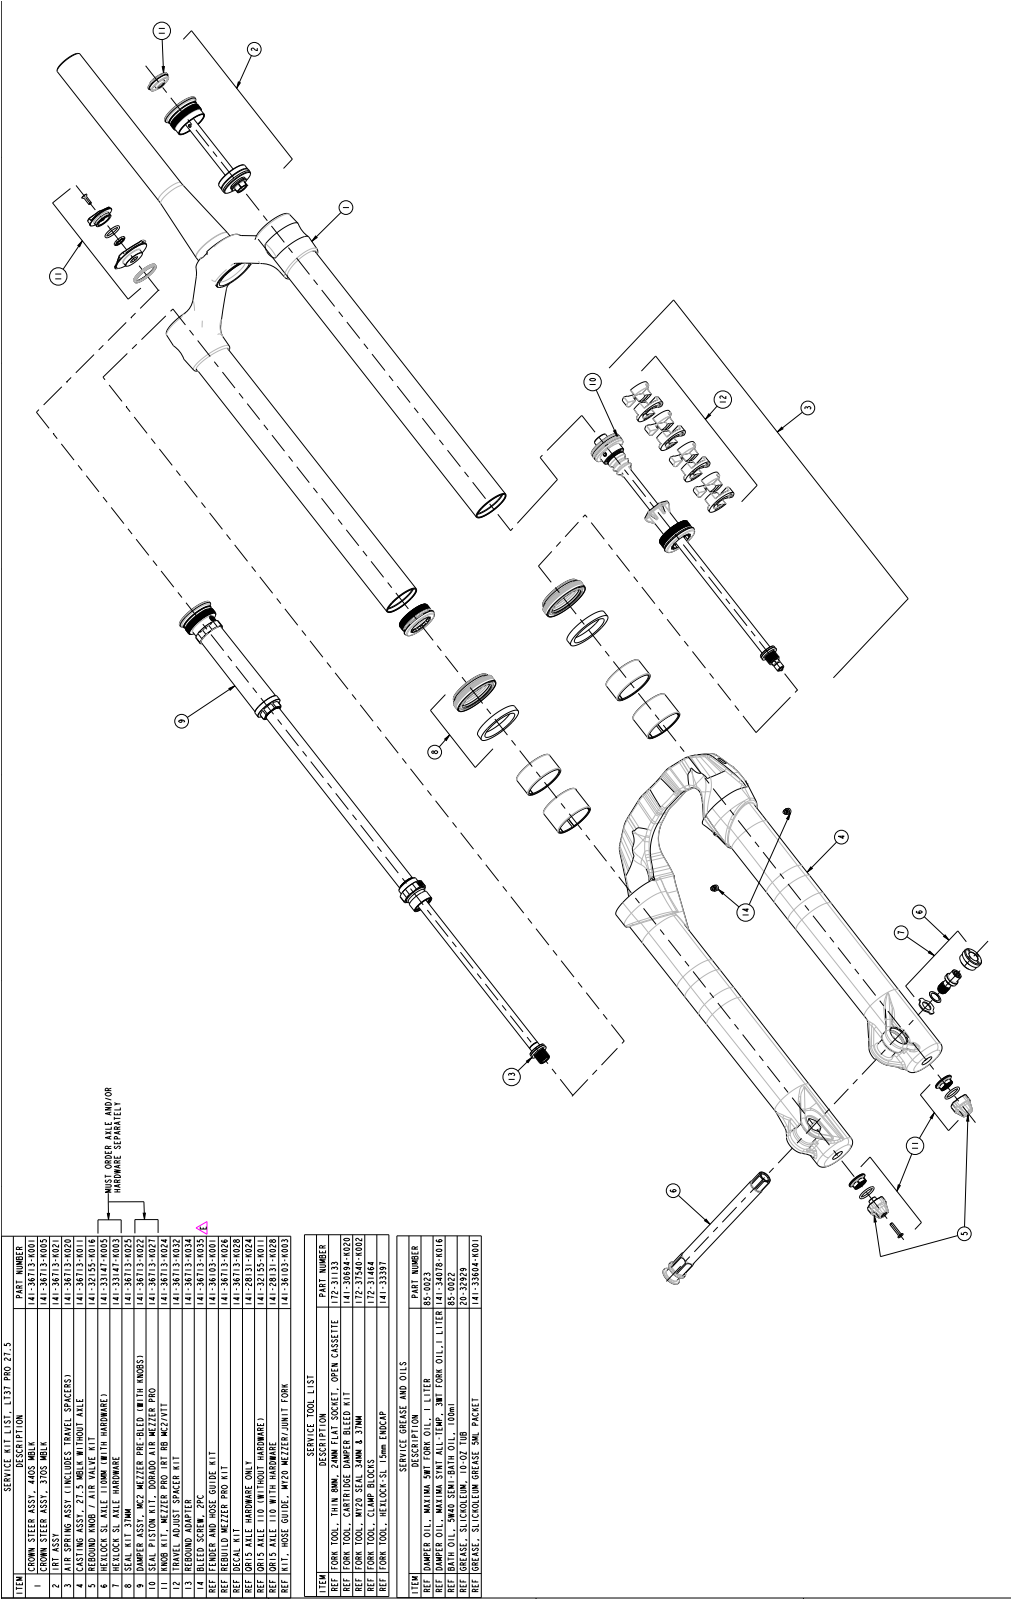 SERVICE KIT LIST, LT37 PRO 27.5
ITEM DESCRIPTION PART NUMBER
1 CROWN STEER ASSY, 44OS MBLK 141-36713-K001
CROWN STEER ASSY, 37OS MBLK 141-36713-K005
2 IRT ASSY 141-36713-K021
3 AIR SPRING ASSY (INCLUDES TRAVEL SPACERS) 141-36713-K020
4 CASTING ASSY, 27.5 MBLK WITHOUT AXLE 141-36713-K011
5 REBOUND KNOB / AIR VALVE KIT 141-32155-K016
6 HEXLOCK SL AXLE 110MM (WITH HARDWARE) 141-33147-K005
7 HEXLOCK SL AXLE HARDWARE 141-33147-K003
8 SEAL KIT 37MM 141-36713-K025
9 DAMPER ASSY, MC2 MEZZER PRE-BLED (WITH KNOBS) 141-36713-K022
10 SEAL PISTON KIT, DORADO AIR MEZZER PRO 141-36713-K027
11 KNOB KIT, MEZZER PRO IRT RB MC2/VTT 141-36713-K024
12 TRAVEL ADJUST SPACER KIT 141-36713-K032
13 REBOUND ADAPTER 141-36713-K034
14 BLEED SCREW, 2PC 141-36713-K035
REF FENDER AND HOSE GUIDE KIT 141-36103-K001
REF REBUILD MEZZER PRO KIT 141-36713-K026
REF DECAL KIT 141-36713-K028
REF QR15 AXLE HARDWARE ONLY 141-28131-K024
REF QR15 AXLE 110 (WITHOUT HARDWARE) 141-32155-K011
REF QR15 AXLE 110 WITH HARDWARE 141-28131-K028
REF KIT, HOSE GUIDE, MY20 MEZZER/JUNIT FORK 141-36103-K003
MUST ORDER AXLE AND/OR
HARDWARE SEPARATELY
SERVICE TOOL LIST
ITEM DESCRIPTION PART NUMBER
REF FORK TOOL, THIN 8MM, 24MM FLAT SOCKET, OPEN CASSETTE 172-31133
REF FORK TOOL, CARTRIDGE DAMPER BLEED KIT 141-30694-K020
REF FORK TOOL, MY20 SEAL 34MM & 37MM 172-37540-K002
REF FORK TOOL, CLAMP BLOCKS 172-31464
REF FORK TOOL, HEXLOCK-SL 15mm ENDCAP 141-33397
SERVICE GREASE AND OILS
ITEM DESCRIPTION PART NUMBER
REF DAMPER OIL, MAXIMA 5WT FORK OIL, 1 LITER 85-0023
REF DAMPER OIL, MAXIMA SYNT ALL-TEMP, 3WT FORK OIL,1 LITER 141-34078-K016
REF BATH OIL, 5W40 SEMI-BATH OIL, 100ml 85-0022
REF GREASE, SLICKOLEUM, 10-OZ TUB 20-32929
REF GREASE, SLICKOLEUM GREASE 5ML PACKET 141-33604-K001
11
2
11
1
10
12
3
9
8
13
14
4
6
7
11
11
5
6